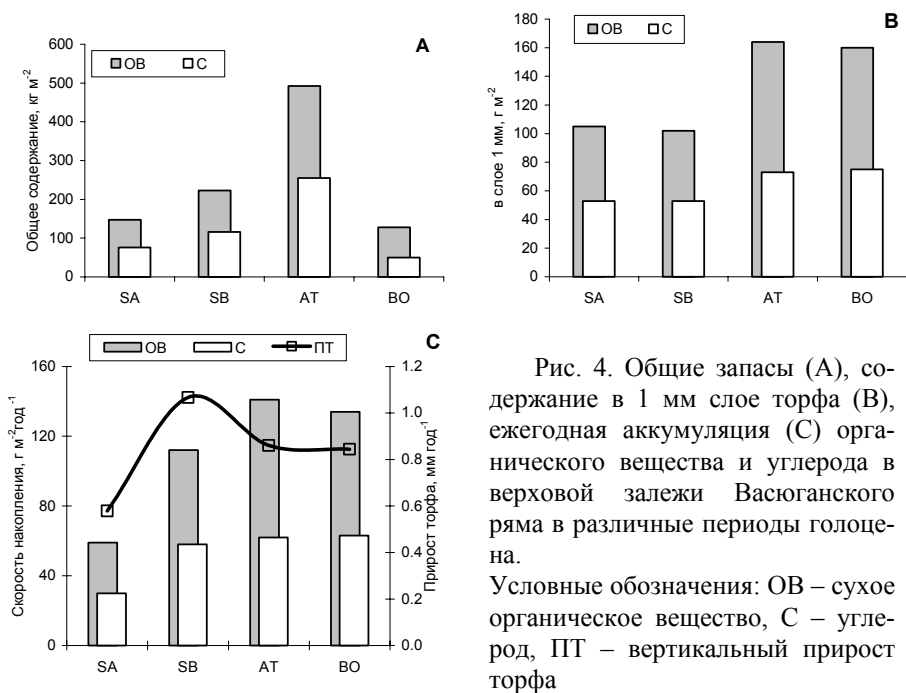 A
Общее содержание, кг м-2
ОВ С
600
500
400
300
200
100
0
SA SB AT BO
B
в слое 1 мм, г м-2
ОВ С
180
160
140
120
100
80
60
40
20
0
SA SB AT BO
C
ОВ С ПТ
Скорость накопления, г м-2год -1
160
120
80
40
0
Прирост торфа, мм год-1
1.2
1.0
0.8
0.6
0.4
0.2
0.0
SA SB AT BO
Рис. 4. Общие запасы (А), со-
держание в 1 мм слое торфа (В),
ежегодная аккумуляция (С) орга-
нического вещества и углерода в
верховой залежи Васюганского
ряма в различные периоды голоце-
на.
Условные обозначения: ОВ – сухое
органическое вещество, С – угле-
род, ПТ – вертикальный прирост
торфа